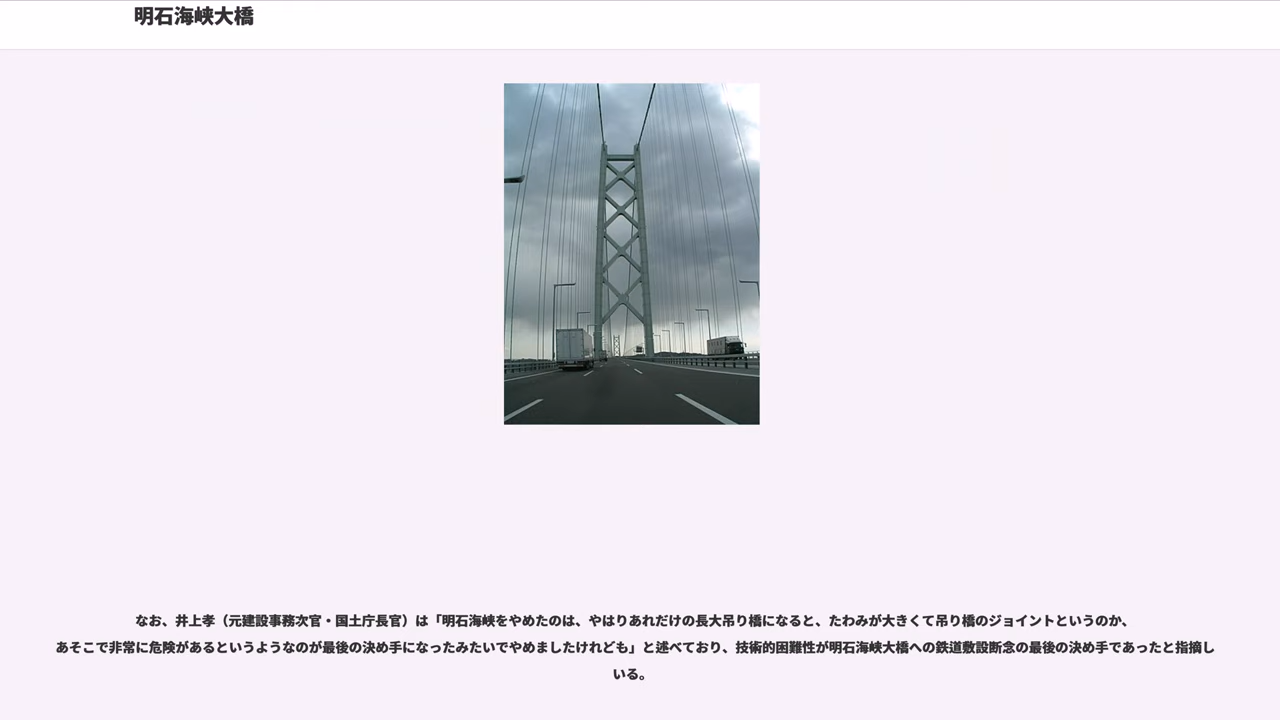 明石海峡大橋
なお、井上孝（元建設事務次官・国土庁長官）は「明石海峡をやめたのは、やはりあれだけの長大吊り橋になると、たわみが大きくて吊り橋のジョイントというのか、
あそこで非常に危険があるというようなのが最後の決め手になったみたいでやめましたけれども」と述べており、技術的困難性が明石海峡大橋への鉄道敷設断念の最後の決め手であったと指摘し
いる。